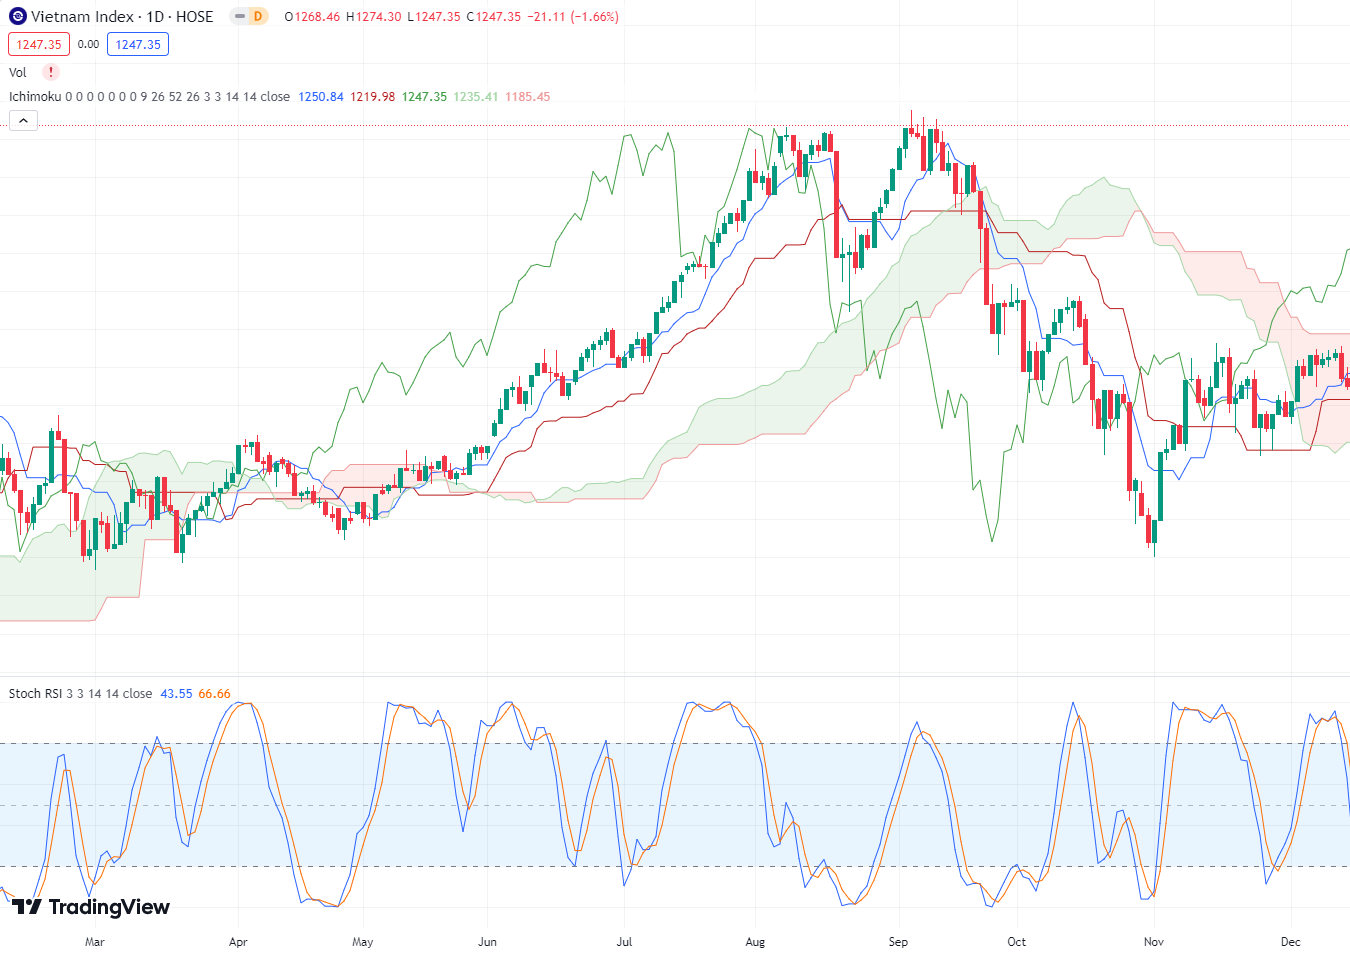 Vietnam Index · 1D · HOSE D O1268.46 H1274.30 L1247.35 C1247.35 −21.11 (−1.66%)
1247.35 0.00 1247.35
Vol !
Ichimoku 0 0 0 0 0 0 0 9 26 52 26 3 3 14 14 close 1250.84 1219.98 1247.35 1235.41 1185.45
Stoch RSI 3 3 14 14 close 43.55 66.66
TradingView
Mar Apr May Jun Jul Aug Sep Oct Nov Dec